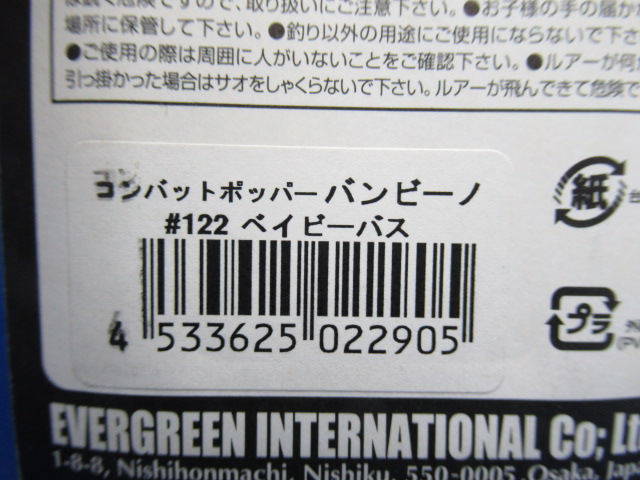 は鋭く危険ですので、取り扱いにご注意下さい。●お子様の手の届か
場所に保管して下さい。●釣り以外の用途にご使用にならないで下さ
●ご使用の際は周囲に人がいないことをご確認下さい。●ルアーが何か
引っ掛かった場合はサオをしゃくらないで下さい。ルアーが飛んできて危険で
コンバットポッパーバンビーノ
#122 ベイビーバス
4 533625 022905
紙
プラ
EVERGREEN INTERNATIONAL Co; Lt
1-8-8, Nishihonmachi, Nishiku, 550-0005 Osaka, Japa